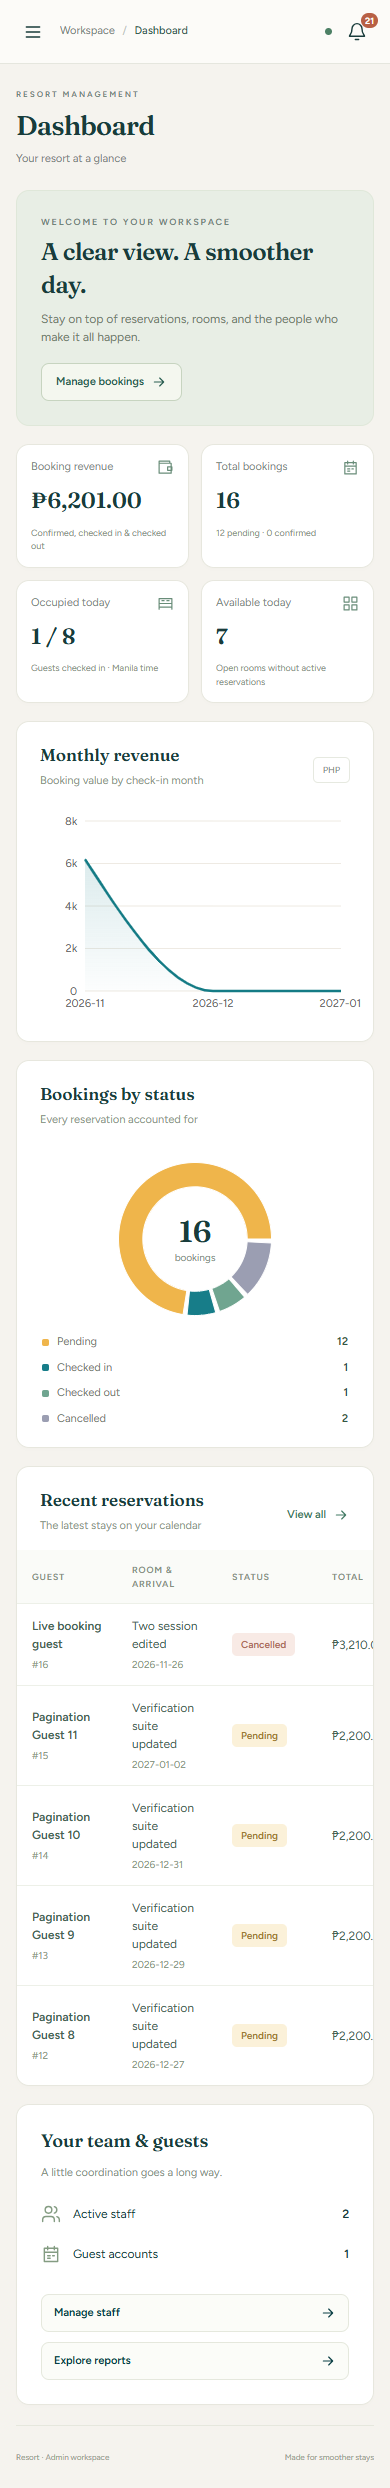 Workspace / Dashboard
21
RESORT MANAGEMENT
Dashboard
Your resort at a glance
WELCOME TO YOUR WORKSPACE
A clear view. A smoother
day.
Stay on top of reservations, rooms, and the people who
make it all happen.
Manage bookings
Booking revenue
₱6,201.00
Confirmed, checked in & checked
out
Total bookings
16
12 pending · 0 confirmed
Occupied today
1 / 8
Guests checked in · Manila time
Available today
7
Open rooms without active
reservations
Monthly revenue
Booking value by check-in month
PHP
8k
6k
4k
2k
0
2026-11 2026-12 2027-01
Bookings by status
Every reservation accounted for
16
bookings
Pending 12
Checked in 1
Checked out 1
Cancelled 2
Recent reservations
The latest stays on your calendar
View all
GUEST ROOM & ARRIVAL STATUS TOTAL
Live booking
guest
#16
Two session
edited
2026-11-26
Cancelled
₱3,210.0
Pagination
Guest 11
#15
Verification
suite
updated
2027-01-02
Pending
₱2,200.
Pagination
Guest 10
#14
Verification
suite
updated
2026-12-31
Pending
₱2,200.
Pagination
Guest 9
#13
Verification
suite
updated
2026-12-29
Pending
₱2,200.
Pagination
Guest 8
#12
Verification
suite
updated
2026-12-27
Pending
₱2,200.
Your team & guests
A little coordination goes a long way.
Active staff 2
Guest accounts 1
Manage staff
Explore reports
Resort · Admin workspace
Made for smoother stays